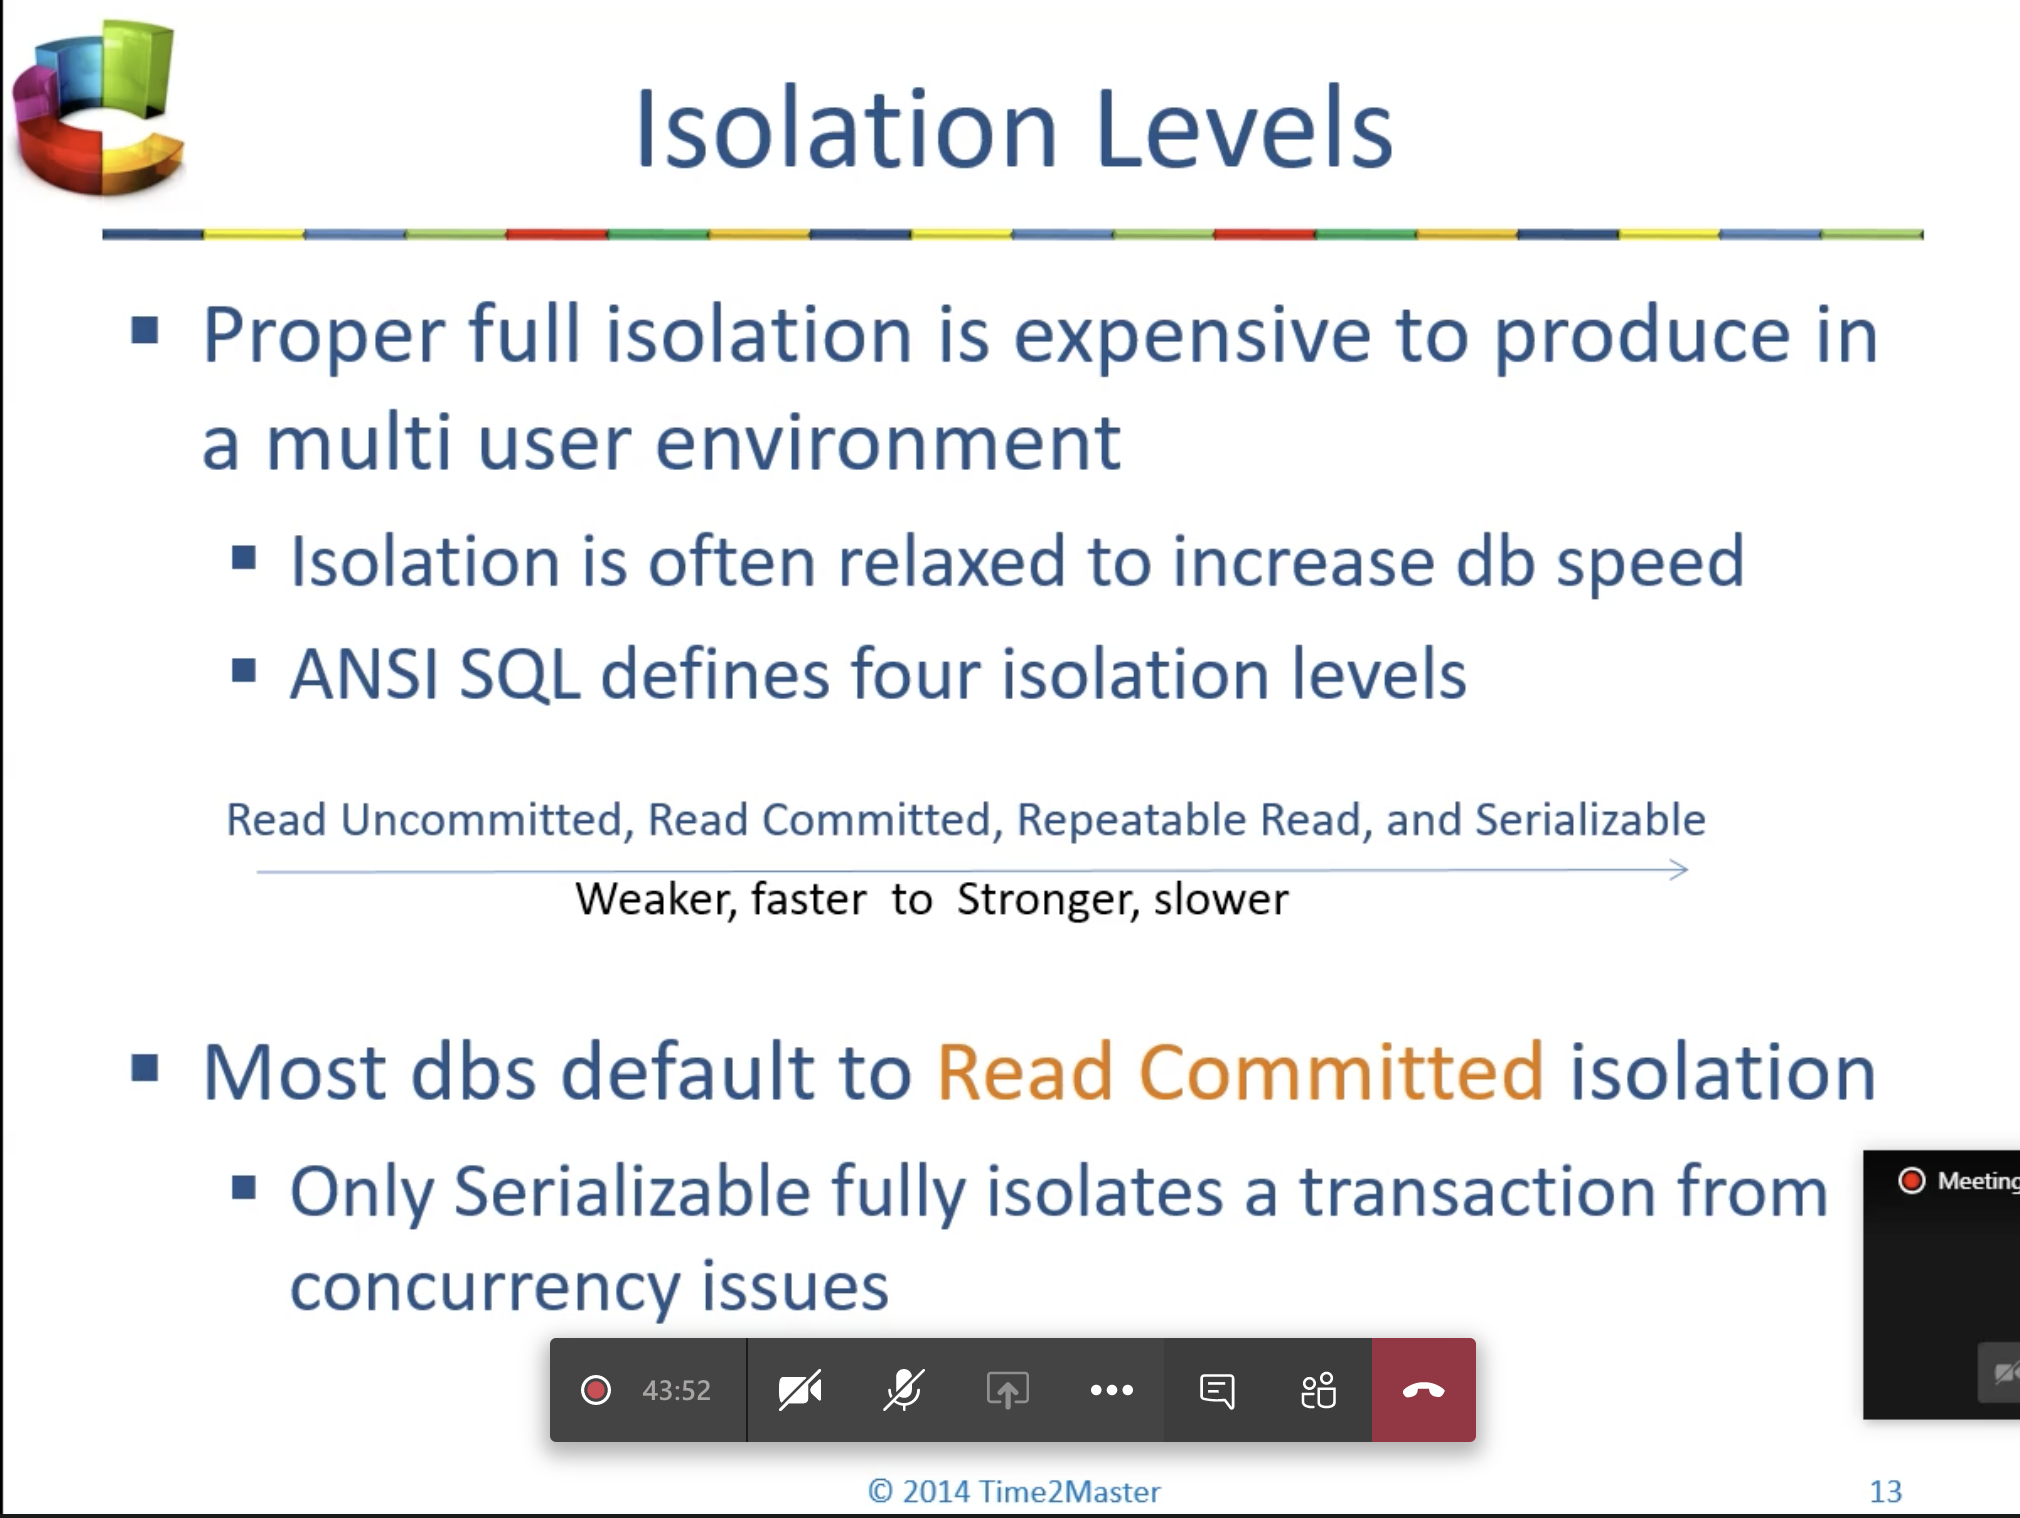 Isolation Levels
Proper full isolation is expensive to produce in
a multi user environment
Isolation is often relaxed to increase db speed
ANSI SQL defines four isolation levels
Read Uncommitted, Read Committed, Repeatable Read, and Serializable
Weaker, faster to Stronger, slower
Most dbs default to Read Committed isolation
Only Serializable fully isolates a transaction from
concurrency issues
Meeting
43:52
© 2014 Time2Master
13